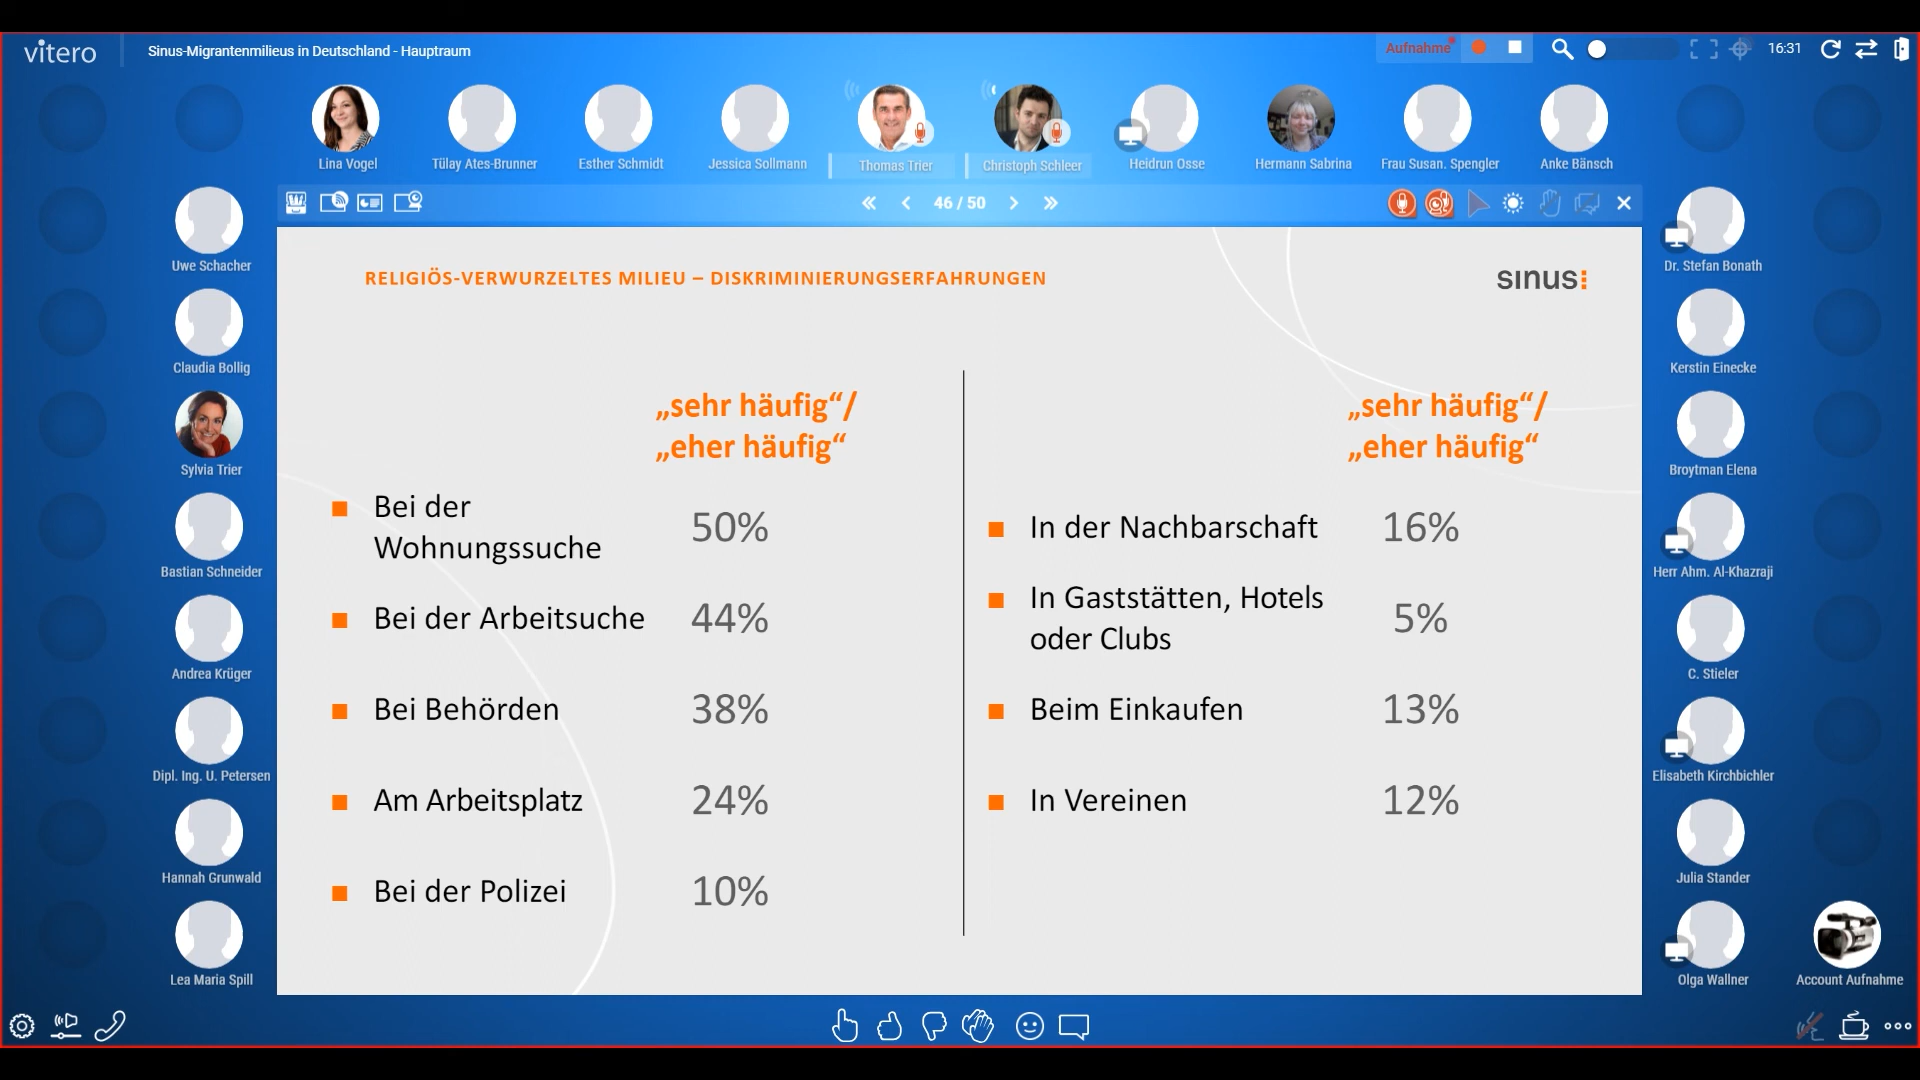 vitero
Sinus-Migrantenmilieus in Deutschland - Hauptraum
Aufnahme
16:31
Lina Vogel
Tülay Ates-Brunner
Esther Schmidt
Jessica Sollmann
Thomas Trier
Christoph Schleer
Heidrun Osse
Hermann Sabrina
Frau Susan. Spengler
Anke Bänsch
46 / 50
Uwe Schacher
Claudia Bollig
Sylvia Trier
Bastian Schneider
Andrea Krüger
Dipl. Ing. U. Petersen
Hannah Grunwald
Lea Maria Spill
RELIGIÖS-VERWURZELTES MILIEU – DISKRIMINIERUNGSERFAHRUNGEN
sinus:
„sehr häufig“/
„eher häufig“
Bei der
Wohnungssuche
50%
Bei der Arbeitsuche 44%
Bei Behörden 38%
Am Arbeitsplatz 24%
Bei der Polizei 10%
„sehr häufig“/
„eher häufig“
In der Nachbarschaft 16%
In Gaststätten, Hotels
oder Clubs
5%
Beim Einkaufen 13%
In Vereinen 12%
Dr. Stefan Bonath
Kerstin Einecke
Broytman Elena
Herr Ahm. Al-Khazraji
C. Stieler
Elisabeth Kirchbichler
Julia Stander
Olga Wallner
Account Aufnahme